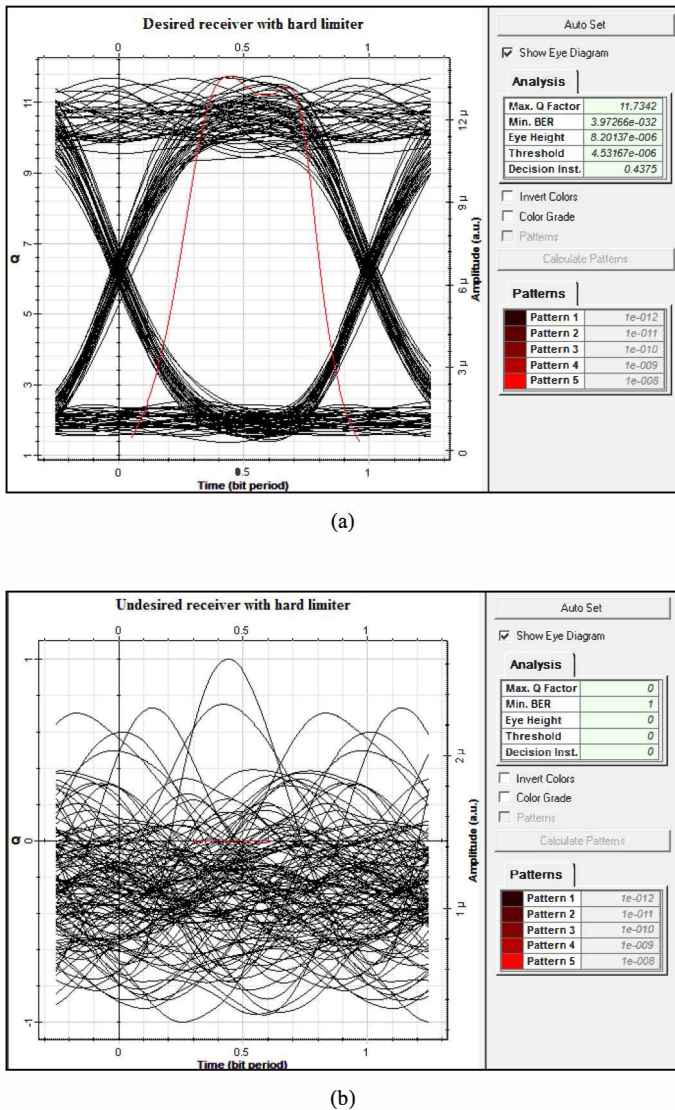 Desired receiver with hard limiter
0 0.5 1
11
9
7
5
3
1
Q
12 µ
9 µ
6 µ
3 µ
0
Amplitude (a.u.)
0 0.5 1
Time (bit period)
Auto Set
Show Eye Diagram
Analysis
Max. Q Factor 11.7342
Min. BER 3.97266e-032
Eye Height 8.20137e-006
Threshold 4.53167e-006
Decision Inst. 0.4375
Invert Colors
Color Grade
Patterns
Calculate Patterns
Patterns
Pattern 1 1e-012
Pattern 2 1e-011
Pattern 3 1e-010
Pattern 4 1e-009
Pattern 5 1e-008
(a)
Undesired receiver with hard limiter
0 0.5 1
1
0
-1
Q
2 µ
1 µ
Amplitude (a.u.)
0 0.5 1
Time (bit period)
Auto Set
Show Eye Diagram
Analysis
Max. Q Factor 0
Min. BER 1
Eye Height 0
Threshold 0
Decision Inst. 0
Invert Colors
Color Grade
Patterns
Calculate Patterns
Patterns
Pattern 1 1e-012
Pattern 2 1e-011
Pattern 3 1e-010
Pattern 4 1e-009
Pattern 5 1e-008
(b)